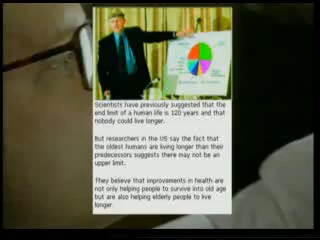 Scientists have previously suggested that the
end limit of a human life is 120 years and that
nobody could live longer.
But researchers in the US say the fact that
the oldest humans are living longer than their
predecessors suggests there may not be an
upper limit.
They believe that improvements in health are
not only helping people to survive into old age
but are also helping elderly people to live
longer.